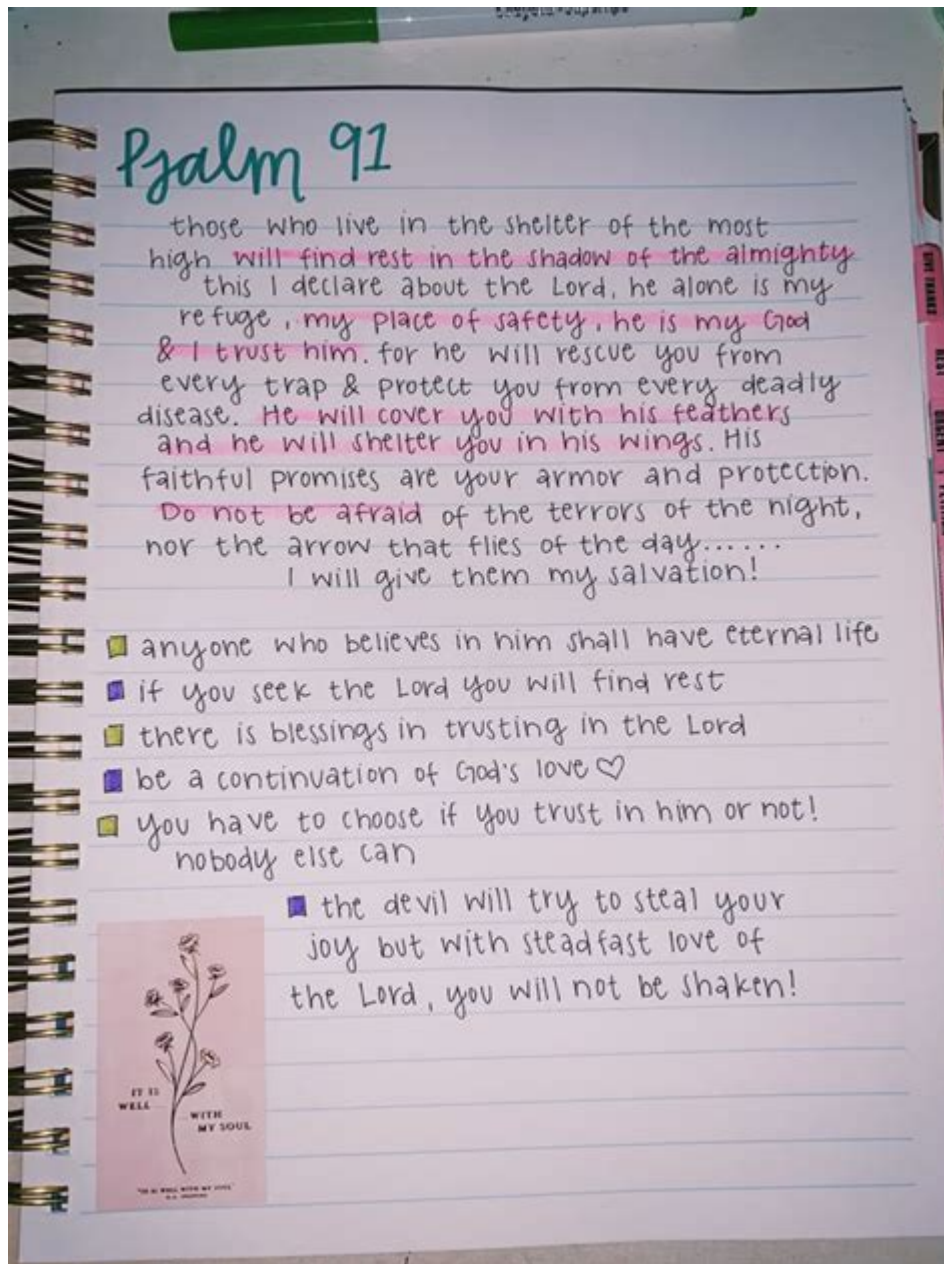 Psalm 91
those who live in the shelter of the most
high will find rest in the shadow of the almighty
this I declare about the Lord, he alone is my
refuge, my place of safety, he is my God
& I trust him. for he will rescue you from
every trap & protect you from every deadly
disease. He will cover you with his feathers
and he will shelter you in his wings. His
faithful promises are your armor and protection.
Do not be afraid of the terrors of the night,
nor the arrow that flies of the day......
I will give them my salvation!
anyone who believes in him shall have eternal life
if you seek the Lord you will find rest
there is blessings in trusting in the Lord
be a continuation of God's love ♡
you have to choose if you trust in him or not!
nobody else can
the devil will try to steal your
joy but with steadfast love of
the Lord, you will not be shaken!
IT IS
WELL
WITH
MY SOUL
"IT IS WELL WITH MY SOUL"
GIVE THANKS